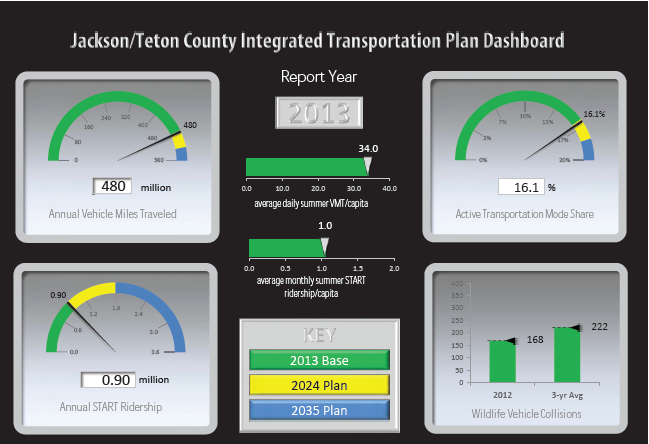 Jackson/Teton County Integrated Transportation Plan Dashboard
0
80
160
240
320
400
480
560
480
480 million
Annual Vehicle Miles Traveled
Report Year
2013
34.0
0.0 10.0 20.0 30.0 40.0
average daily summer VMT/capita
1.0
0.0 0.5 1.0 1.5 2.0
average monthly summer START
ridership/capita
0%
3%
7%
10%
13%
17%
20%
16.1%
16.1 %
Active Transportation Mode Share
0.0
0.6
1.2
1.8
2.4
3.0
3.6
0.90
0.90 million
Annual START Ridership
KEY
2013 Base
2024 Plan
2035 Plan
400
350
300
250
200
150
100
50
0
168
222
2012 3-yr Avg
Wildlife Vehicle Collisions